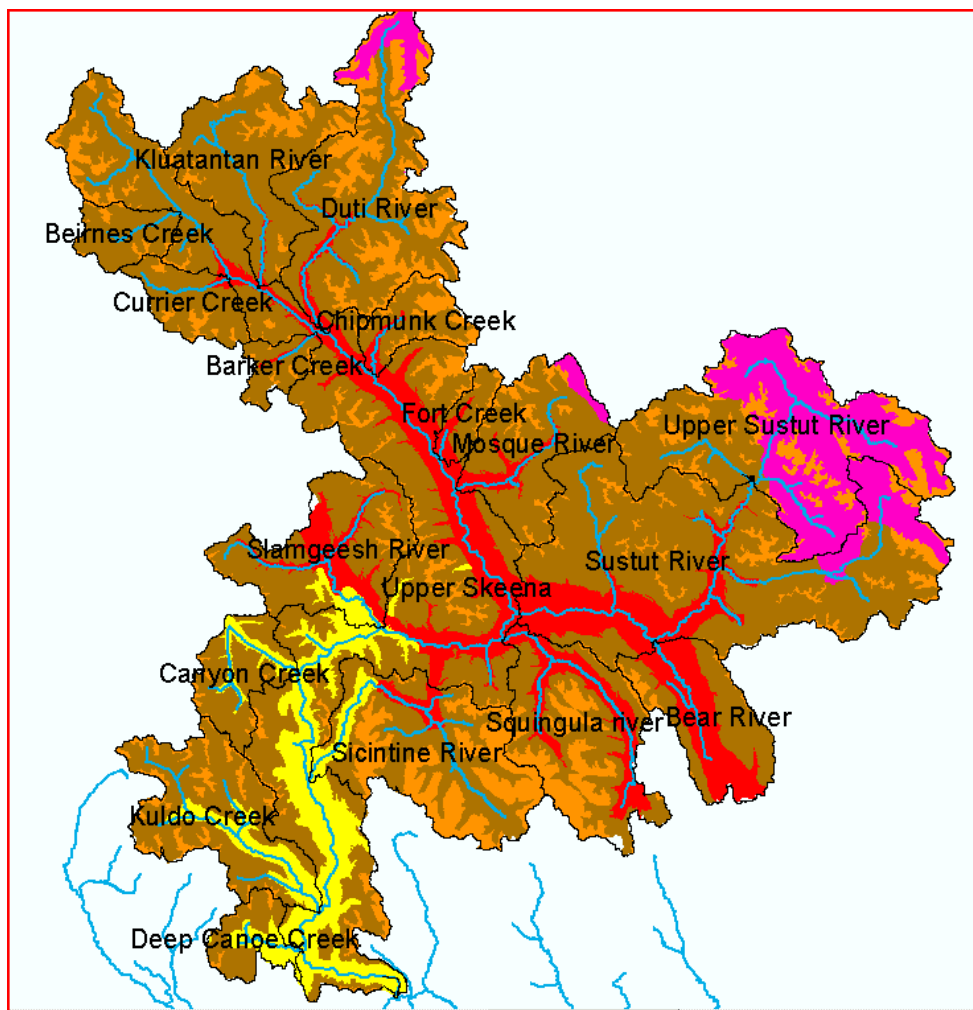 Kluatantan River
Duti River
Beirnes Creek
Currier Creek
Chipmunk Creek
Barker Creek
Fort Creek
Mosque River
Upper Sustut River
Slamgeesh River
Sustut River
Upper Skeena
Canyon Creek
Squingula river
Bear River
Sicintine River
Kuldo Creek
Deep Canoe Creek